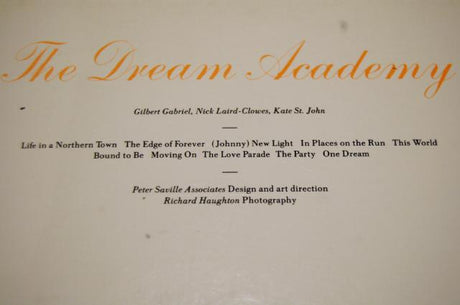 The Dream Academy
Gilbert Gabriel, Nick Laird-Clowes, Kate St. John
Life in a Northern Town The Edge of Forever (Johnny) New Light In Places on the Run This World
Bound to Be Moving On The Love Parade The Party One Dream
Peter Saville Associates Design and art direction
Richard Haughton Photography